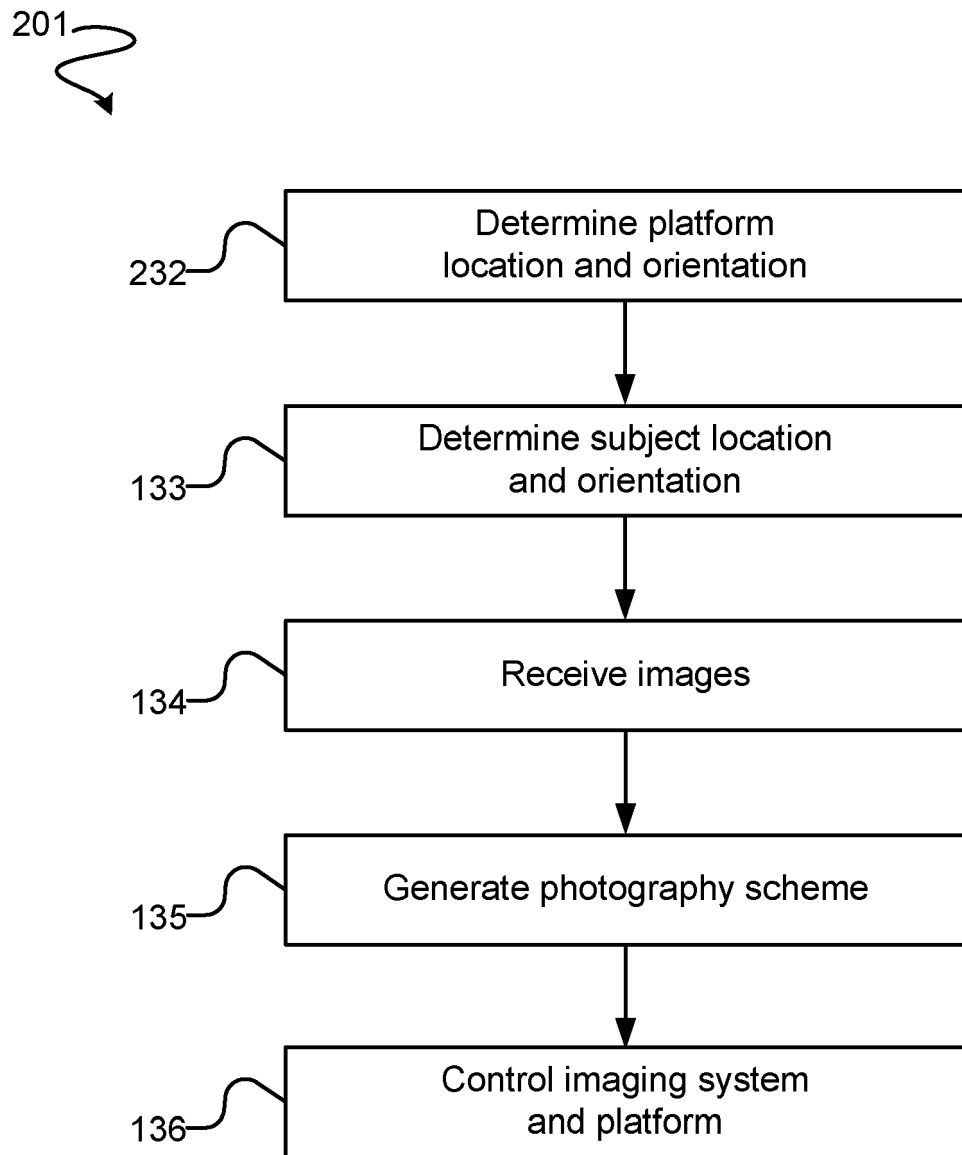 201
Determine platform
location and orientation
232
Determine subject location
and orientation
133
Receive images
134
Generate photography scheme
135
Control imaging system
and platform
136